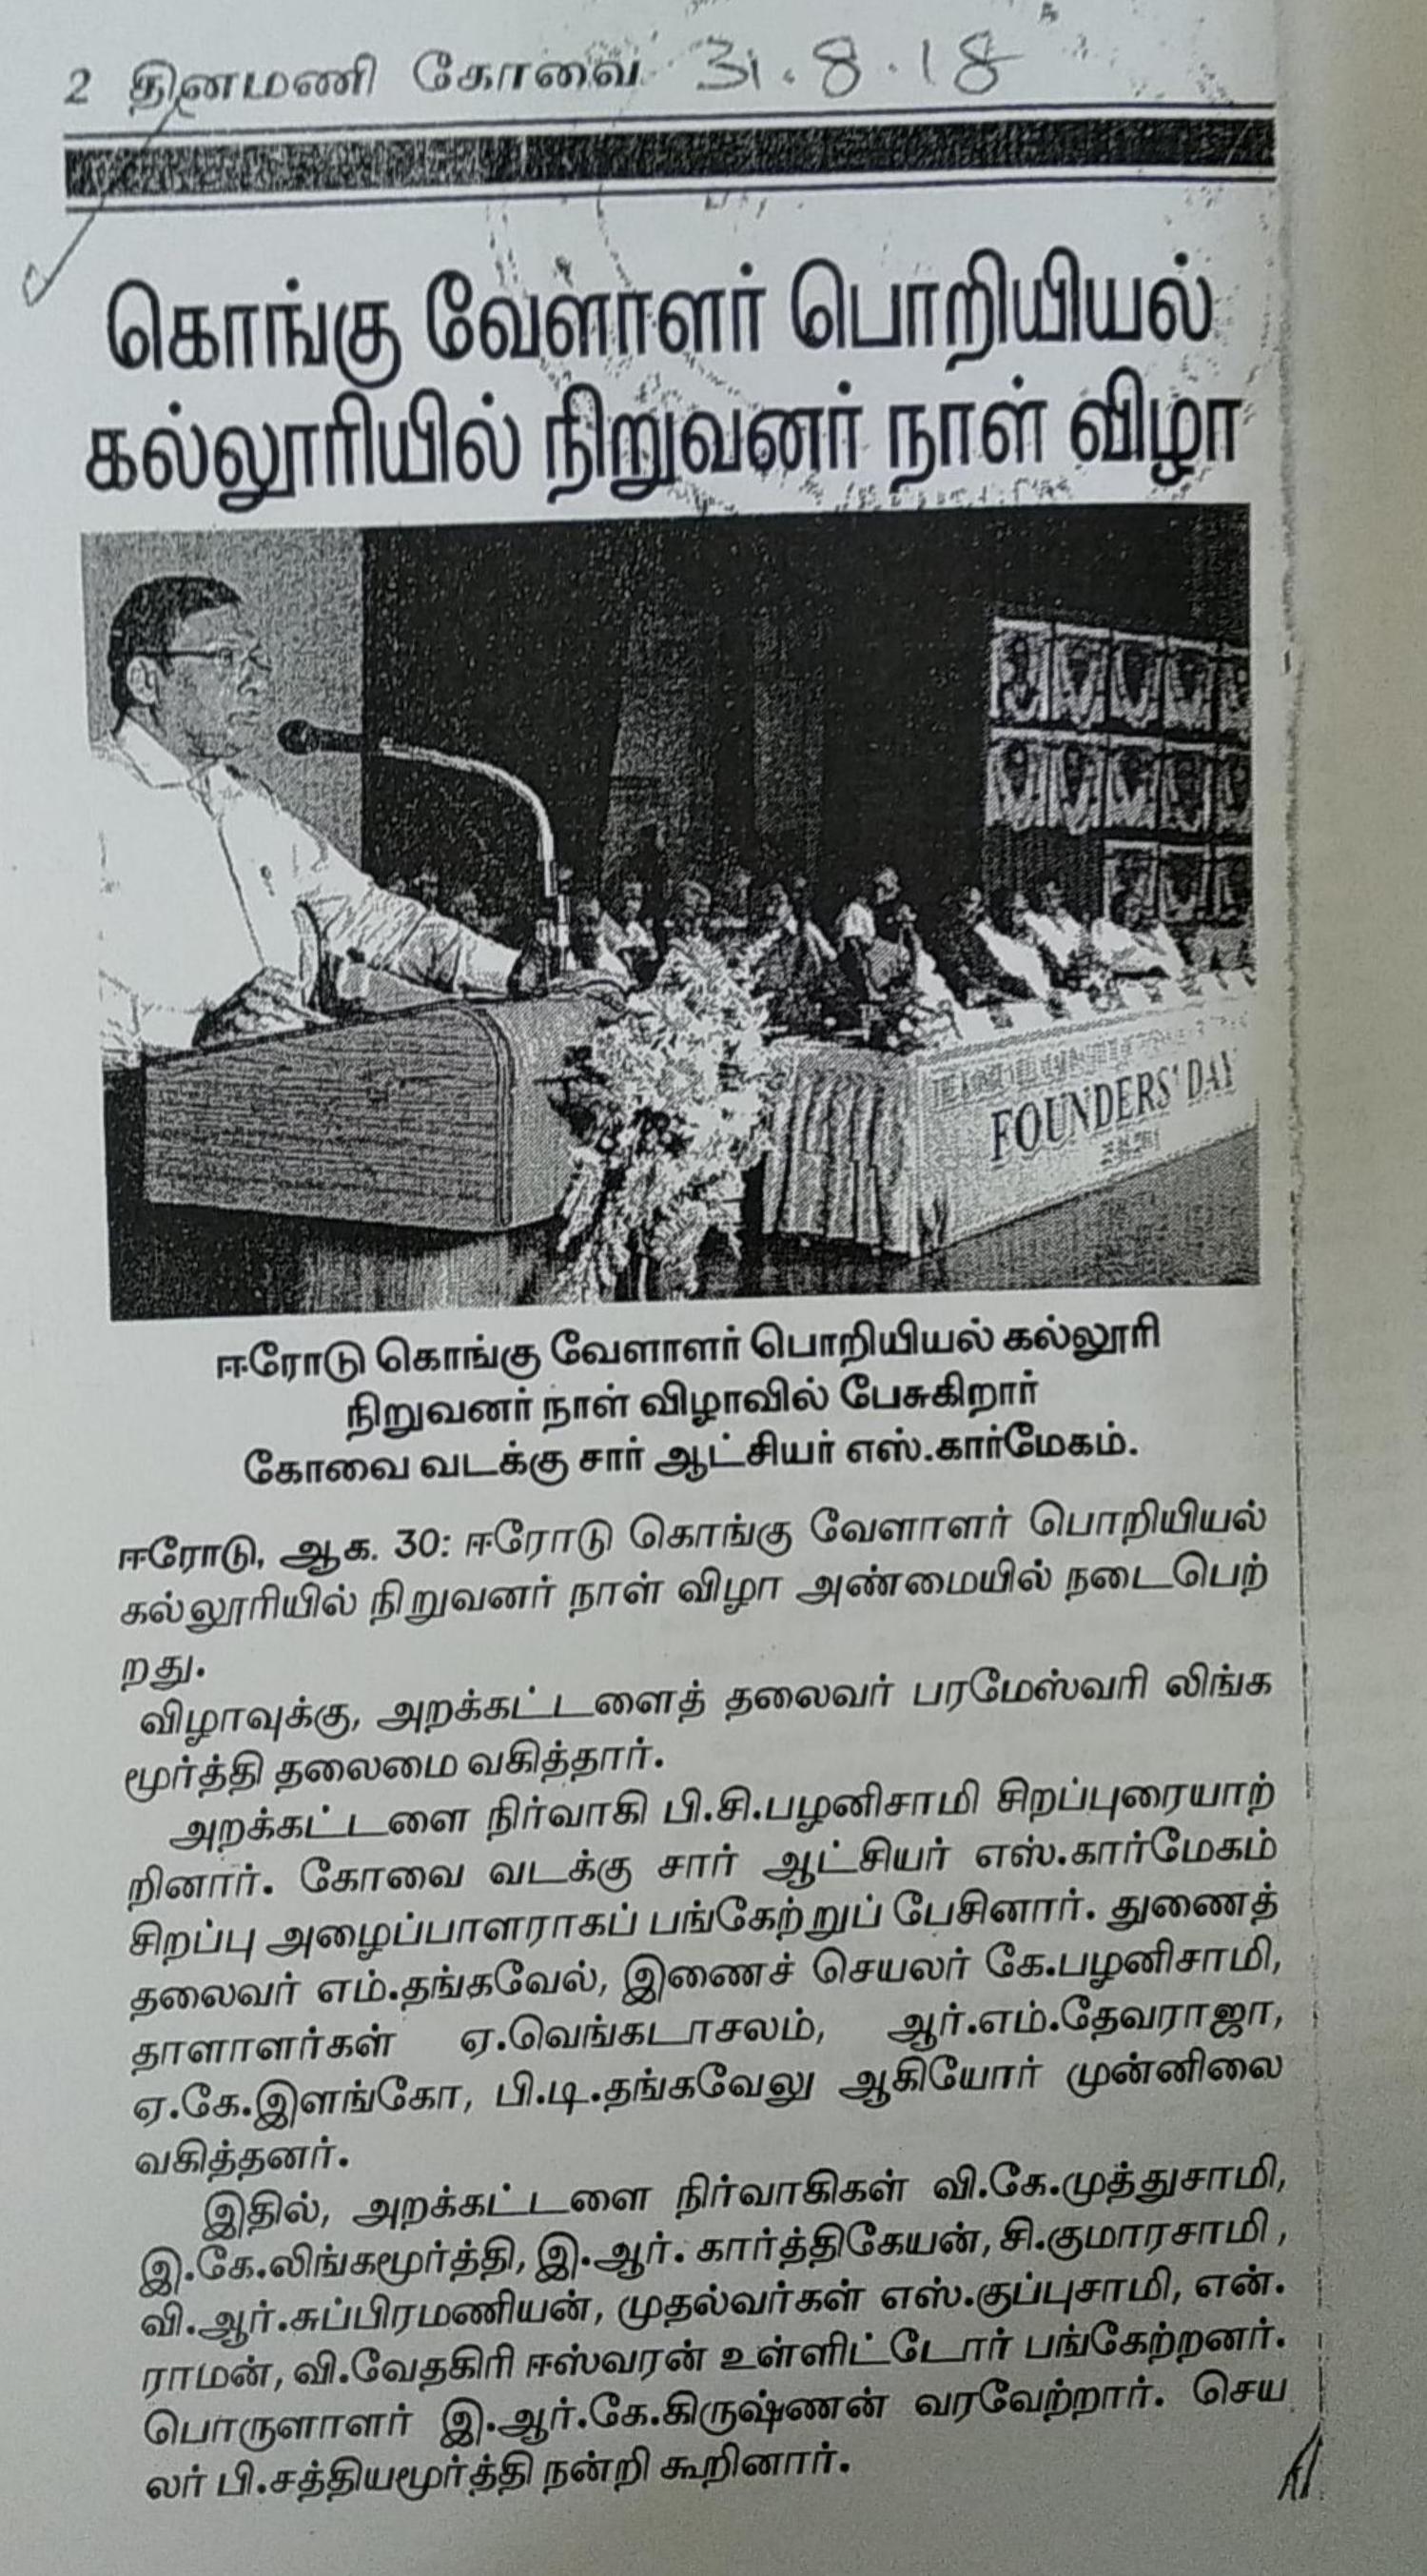 2 தினமணி கோவை 31.8.18
கொங்கு வேளாளர் பொறியியல்
கல்லூரியில் நிறுவனர் நாள் விழா
FOUNDERS' DAY
ஈரோடு கொங்கு வேளாளர் பொறியியல் கல்லூரி
நிறுவனர் நாள் விழாவில் பேசுகிறார்
கோவை வடக்கு சார் ஆட்சியர் எஸ்.கார்மேகம்.
ஈரோடு, ஆக. 30: ஈரோடு கொங்கு வேளாளர் பொறியியல்
கல்லூரியில் நிறுவனர் நாள் விழா அண்மையில் நடைபெற்
றது.
விழாவுக்கு, அறக்கட்டளைத் தலைவர் பரமேஸ்வரி லிங்க
மூர்த்தி தலைமை வகித்தார்.
அறக்கட்டளை நிர்வாகி பி.சி.பழனிசாமி சிறப்புரையாற்
றினார். கோவை வடக்கு சார் ஆட்சியர் எஸ்.கார்மேகம்
சிறப்பு அழைப்பாளராகப் பங்கேற்றுப் பேசினார். துணைத்
தலைவர் எம்.தங்கவேல், இணைச் செயலர் கே.பழனிசாமி,
தாளாளர்கள் ஏ.வெங்கடாசலம், ஆர்.எம்.தேவராஜா,
ஏ.கே.இளங்கோ, பி.டி.தங்கவேலு ஆகியோர் முன்னிலை
வகித்தனர்.
இதில், அறக்கட்டளை நிர்வாகிகள் வி.கே.முத்துசாமி,
இ.கே.லிங்கமூர்த்தி, இ.ஆர். கார்த்திகேயன், சி.குமாரசாமி,
வி.ஆர்.சுப்பிரமணியன், முதல்வர்கள் எஸ்.குப்புசாமி, என்.
ராமன், வி.வேதகிரி ஈஸ்வரன் உள்ளிட்டோர் பங்கேற்றனர்.
பொருளாளர் இ.ஆர்.கே.கிருஷ்ணன் வரவேற்றார். செய
லர் பி.சத்தியமூர்த்தி நன்றி கூறினார்.